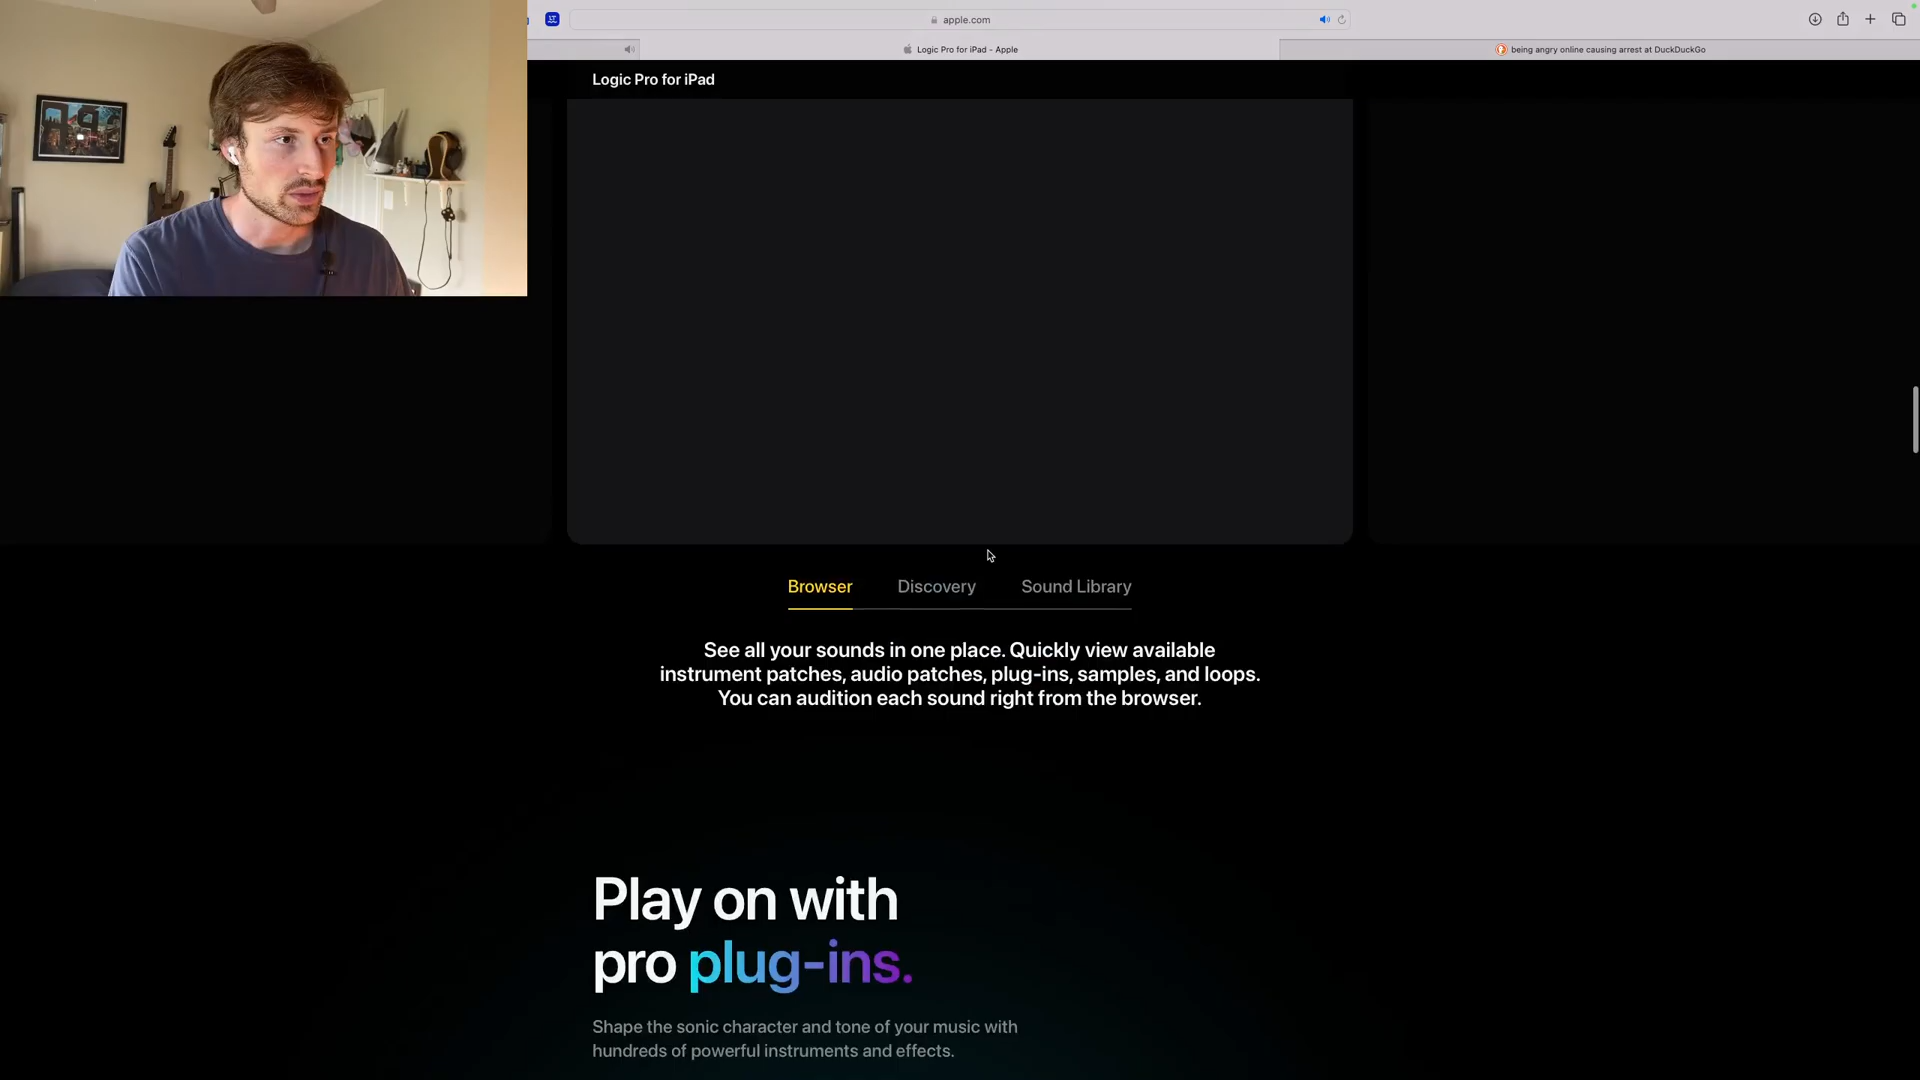 apple.com
Logic Pro for iPad - Apple
being angry online causing arrest at DuckDuckGo
Logic Pro for iPad
Browser
Discovery
Sound Library
See all your sounds in one place. Quickly view available
instrument patches, audio patches, plug-ins, samples, and loops.
You can audition each sound right from the browser.
Play on with
pro plug-ins.
Shape the sonic character and tone of your music with
hundreds of powerful instruments and effects.